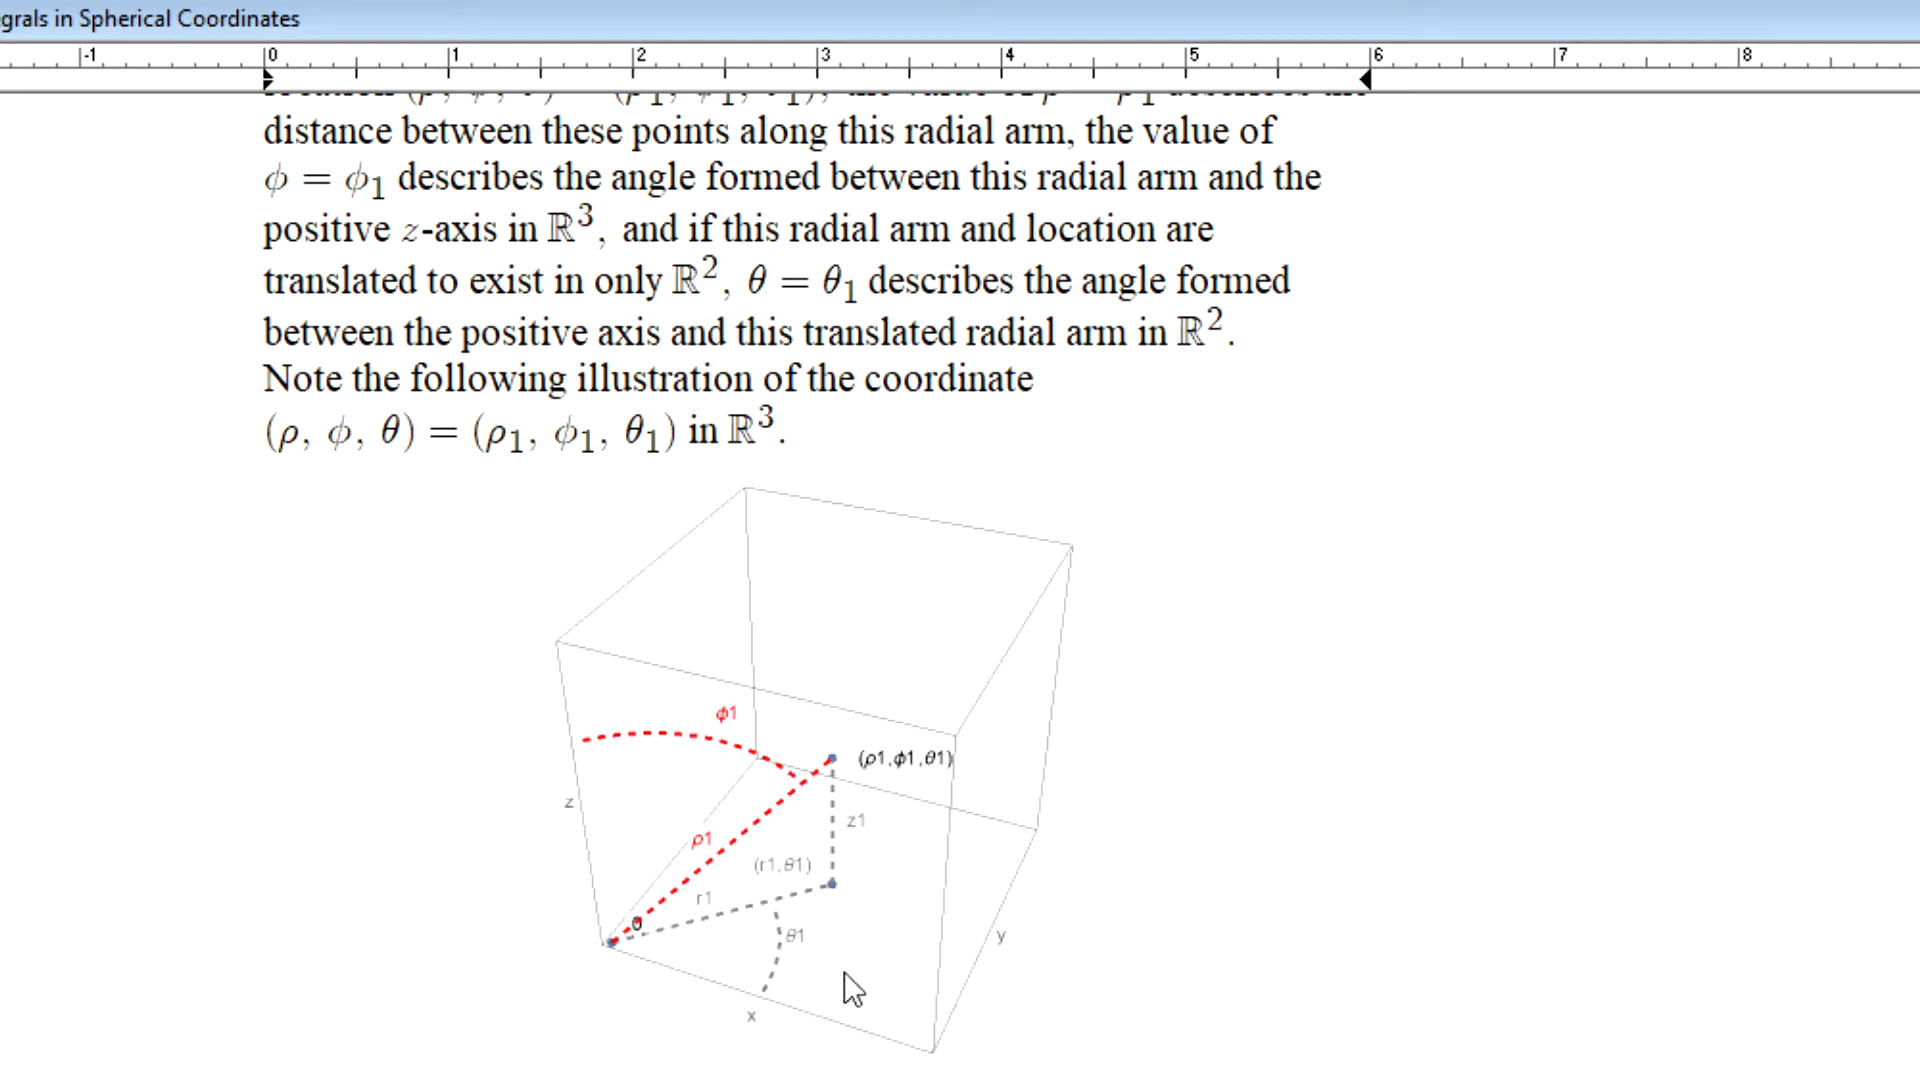 grals in Spherical Coordinates
-1 0 1 2 3 4 5 6 7 8
distance between these points along this radial arm, the value of
ϕ = ϕ₁ describes the angle formed between this radial arm and the
positive z-axis in ℝ³, and if this radial arm and location are
translated to exist in only ℝ², θ = θ₁ describes the angle formed
between the positive axis and this translated radial arm in ℝ².
Note the following illustration of the coordinate
(ρ, ϕ, θ) = (ρ₁, ϕ₁, θ₁) in ℝ³.
ϕ1
(ρ1,ϕ1,θ1)
z
z1
ρ1
(r1,θ1)
r1
θ1
y
x